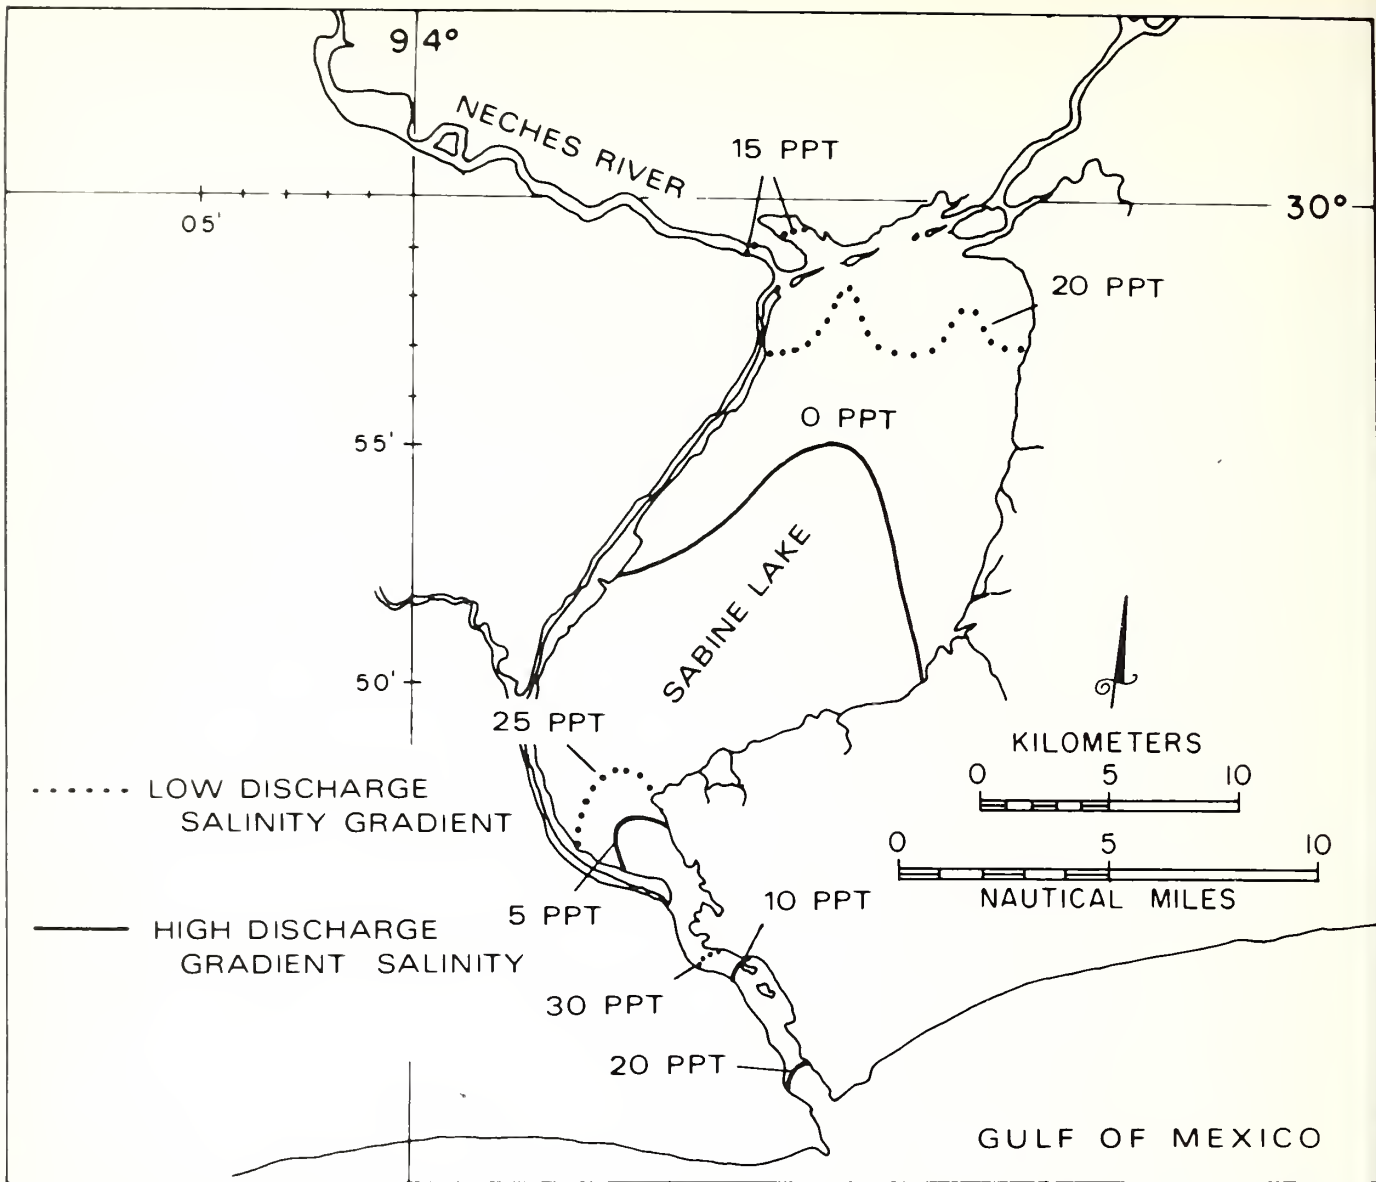 94°
NECHES RIVER
15 PPT
05'
30°
20 PPT
0 PPT
55'
SABINE LAKE
50'
25 PPT
KILOMETERS
0 5 10
LOW DISCHARGE
SALINITY GRADIENT
0 5 10
NAUTICAL MILES
10 PPT
5 PPT
HIGH DISCHARGE
GRADIENT SALINITY
30 PPT
20 PPT
GULF OF MEXICO